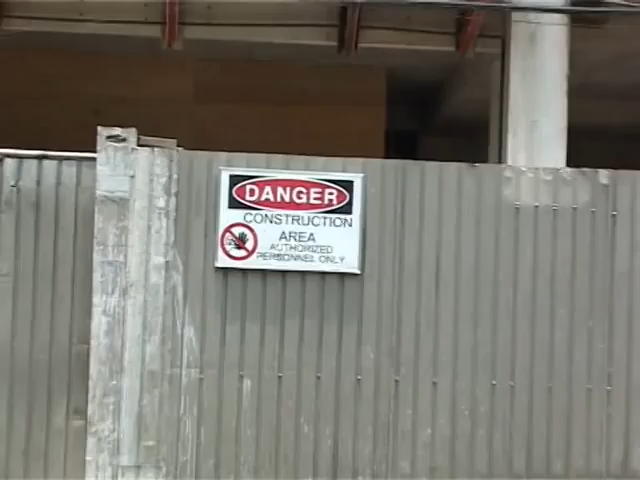 DANGER
CONSTRUCTION
AREA
AUTHORIZED
PERSONNEL ONLY